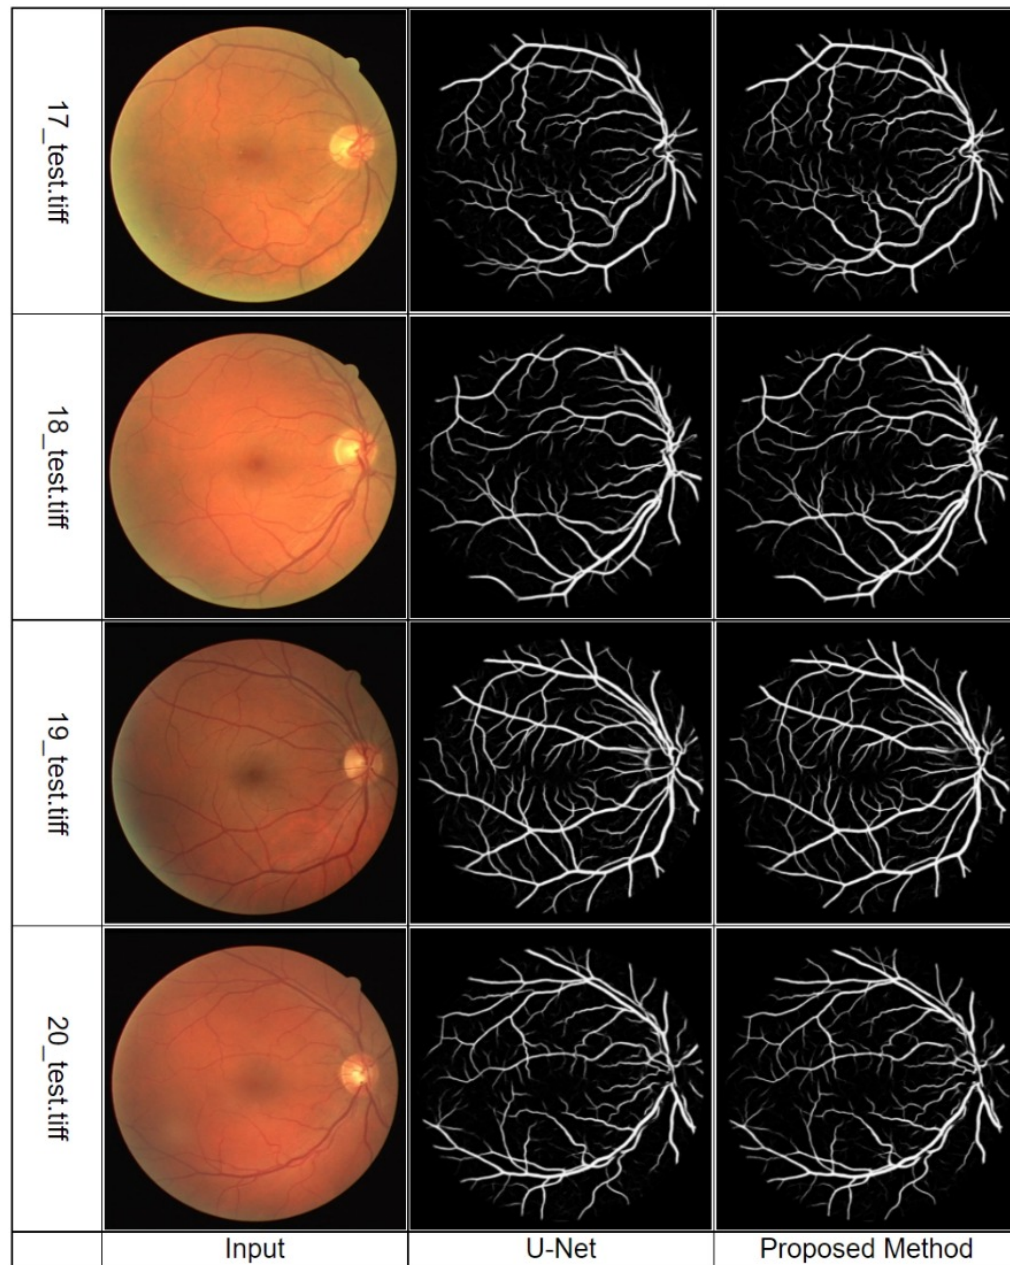 17_test.tiff
18_test.tiff
19_test.tiff
20_test.tiff
Input
U-Net
Proposed Method